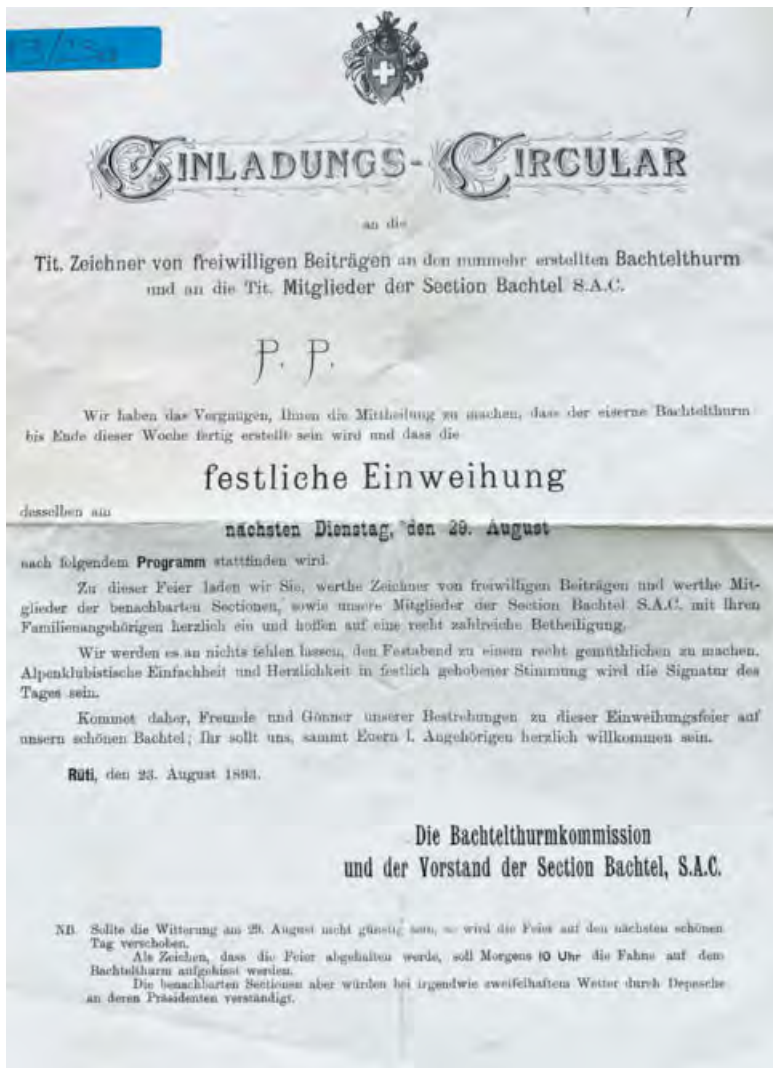 EINLADUNGS-CIRCULAR
an die
Tit. Zeichner von freiwilligen Beiträgen an den nunmehr erstellten Bachtelthurm
und an die Tit. Mitglieder der Section Bachtel S.A.C.
P. P.
Wir haben das Vergnügen, Ihnen die Mittheilung zu machen, dass der eiserne Bachtelthurm
bis Ende dieser Woche fertig erstellt sein wird und dass die
festliche Einweihung
desselben am
nächsten Dienstag, den 29. August
nach folgendem Programm stattfinden wird.
Zu dieser Feier laden wir Sie, werthe Zeichner von freiwilligen Beiträgen und werthe Mit-
glieder der benachbarten Sectionen, sowie unsere Mitglieder der Section Bachtel S.A.C. mit Ihren
Familienangehörigen herzlich ein und hoffen auf eine recht zahlreiche Betheiligung.
Wir werden es an nichts fehlen lassen, den Festabend zu einem recht gemüthlichen zu machen.
Alpenklubistische Einfachheit und Herzlichkeit in festlich gehobener Stimmung wird die Signatur des
Tages sein.
Kommet daher, Freunde und Gönner unserer Bestrebungen zu dieser Einweihungsfeier auf
unsern schönen Bachtel; Ihr sollt uns, sammt Euern l. Angehörigen herzlich willkommen sein.
Rüti, den 23. August 1893.
Die Bachtelthurmkommission
und der Vorstand der Section Bachtel, S.A.C.
NB. Sollte die Witterung am 29. August nicht günstig sein, so wird die Feier auf den nächsten schönen
Tag verschoben.
Als Zeichen, dass die Feier abgehalten werde, soll Morgens 10 Uhr die Fahne auf dem
Bachtelthurm aufgehisst werden.
Die benachbarten Sectionen aber würden bei irgendwie zweifelhaftem Wetter durch Depesche
an deren Präsidenten verständigt.